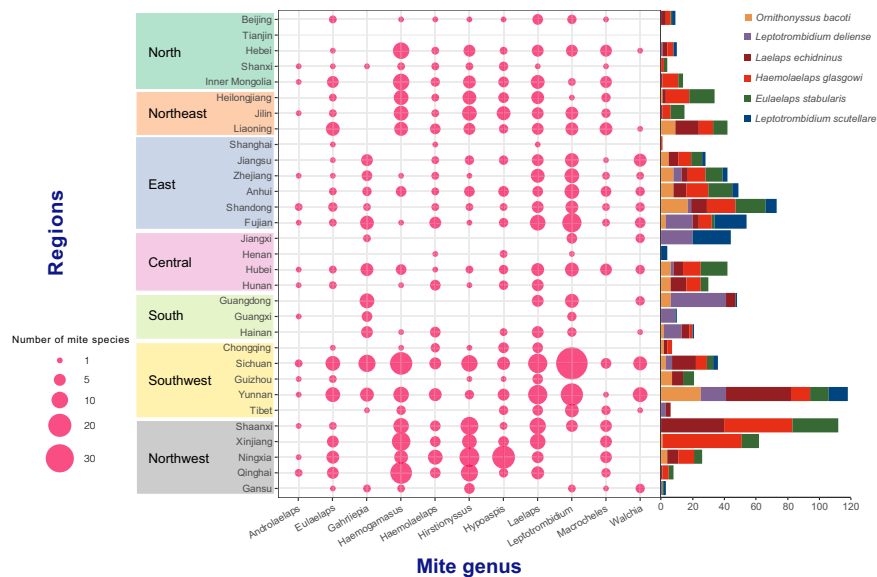 Regions
North
Northeast
East
Central
South
Southwest
Northwest
Beijing
Tianjin
Hebei
Shanxi
Inner Mongolia
Heilongjiang
Jilin
Liaoning
Shanghai
Jiangsu
Zhejiang
Anhui
Shandong
Fujian
Jiangxi
Henan
Hubei
Hunan
Guangdong
Guangxi
Hainan
Chongqing
Sichuan
Guizhou
Yunnan
Tibet
Shaanxi
Xinjiang
Ningxia
Qinghai
Gansu
Number of mite species
1
5
10
20
30
Androlaelaps
Eulaelaps
Gahrliepia
Haemogamasus
Haemolaelaps
Hirstionyssus
Hypoaspis
Laelaps
Leptotrombidium
Macrocheles
Walchia
Mite genus
Ornithonyssus bacoti
Leptotrombidium deliense
Laelaps echidninus
Haemolaelaps glasgowi
Eulaelaps stabularis
Leptotrombidium scutellare
0 20 40 60 80 100 120